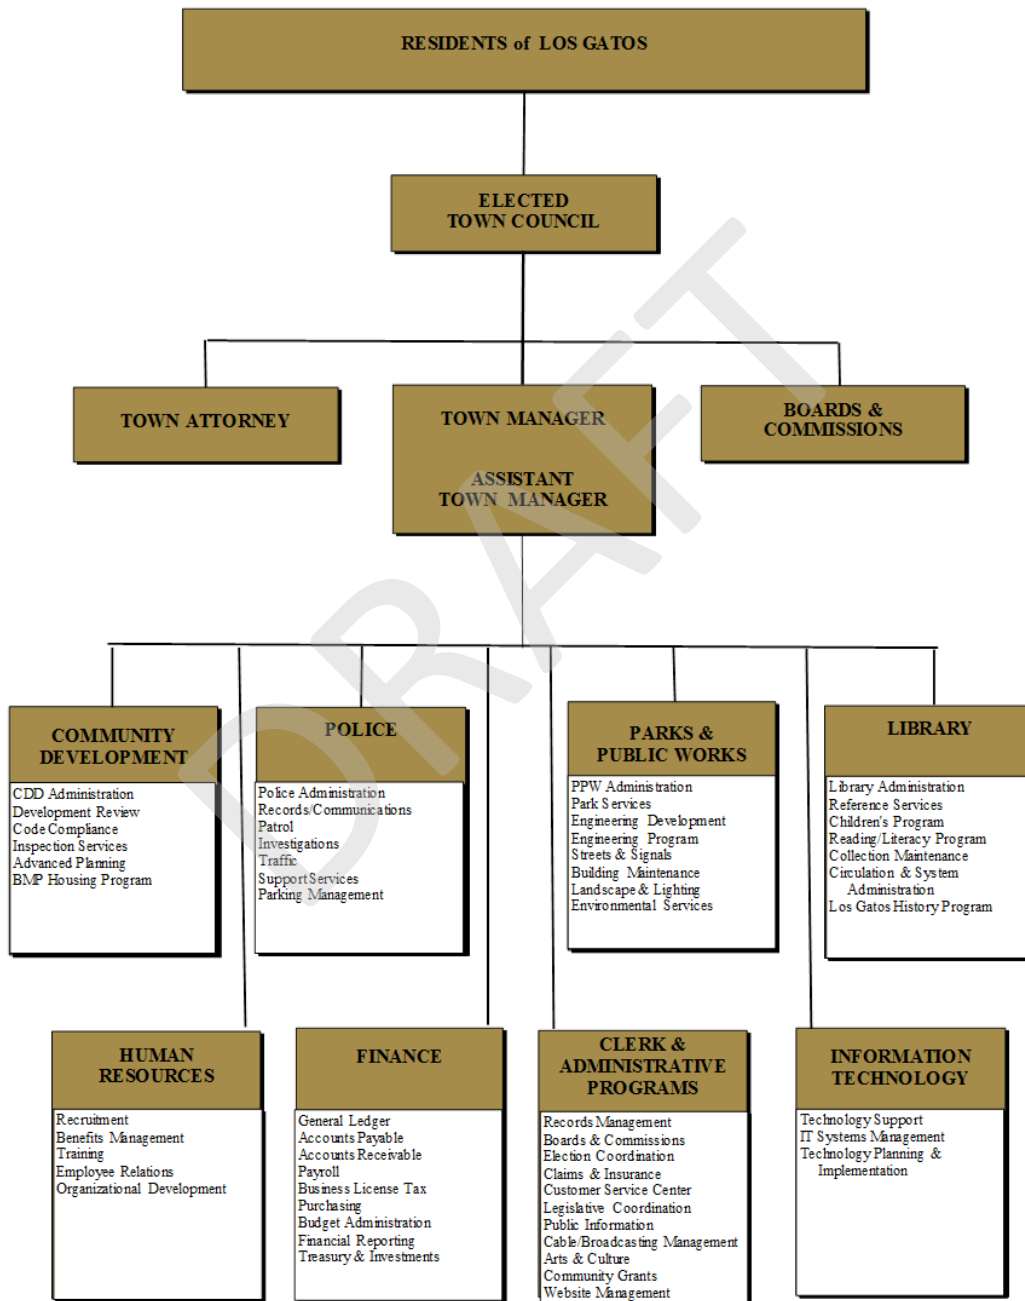 RESIDENTS of LOS GATOS
ELECTED
TOWN COUNCIL
TOWN ATTORNEY
TOWN MANAGER
ASSISTANT
TOWN MANAGER
BOARDS &
COMMISSIONS
DRAFT
COMMUNITY
DEVELOPMENT
CDD Administration
Development Review
Code Compliance
Inspection Services
Advanced Planning
BMP Housing Program
POLICE
Police Administration
Records/Communications
Patrol
Investigations
Traffic
Support Services
Parking Management
PARKS &
PUBLIC WORKS
PPW Administration
Park Services
Engineering Development
Engineering Program
Streets & Signals
Building Maintenance
Landscape & Lighting
Environmental Services
LIBRARY
Library Administration
Reference Services
Children's Program
Reading/Literacy Program
Collection Maintenance
Circulation & System
Administration
Los Gatos History Program
HUMAN
RESOURCES
Recruitment
Benefits Management
Training
Employee Relations
Organizational Development
FINANCE
General Ledger
Accounts Payable
Accounts Receivable
Payroll
Business License Tax
Purchasing
Budget Administration
Financial Reporting
Treasury & Investments
CLERK &
ADMINISTRATIVE
PROGRAMS
Records Management
Boards & Commissions
Election Coordination
Claims & Insurance
Customer Service Center
Legislative Coordination
Public Information
Cable/Broadcasting Management
Arts & Culture
Community Grants
Website Management
INFORMATION
TECHNOLOGY
Technology Support
IT Systems Management
Technology Planning &
Implementation